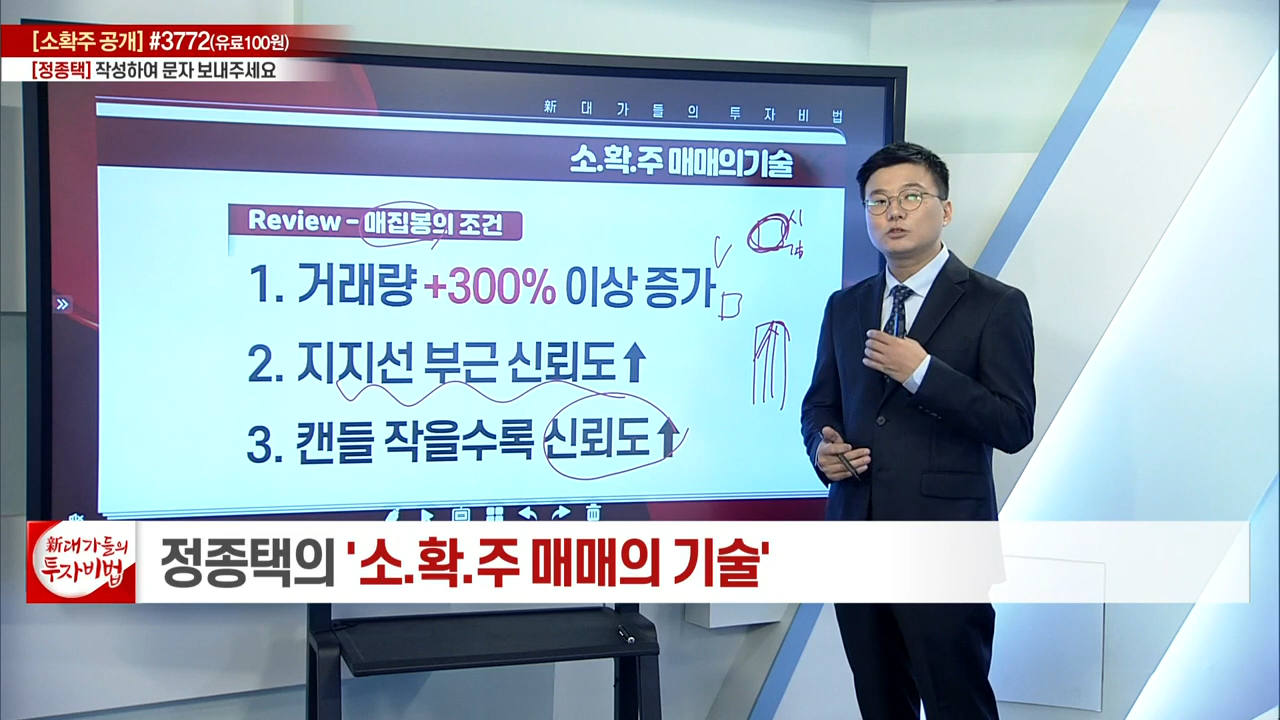 [소확주 공개] #3772(유료100원)
[정종택] 작성하여 문자 보내주세요
新 대가들의 투자비법
소.확.주 매매의기술
Review - 매집봉의 조건
1. 거래량 +300% 이상 증가
2. 지지선 부근 신뢰도↑
3. 캔들 작을수록 신뢰도↑
新대가들의
투자비법
정종택의 '소.확.주 매매의 기술'